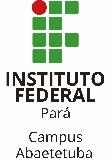 INSTITUTO
FEDERAL
Pará
Campus
Abaetetuba